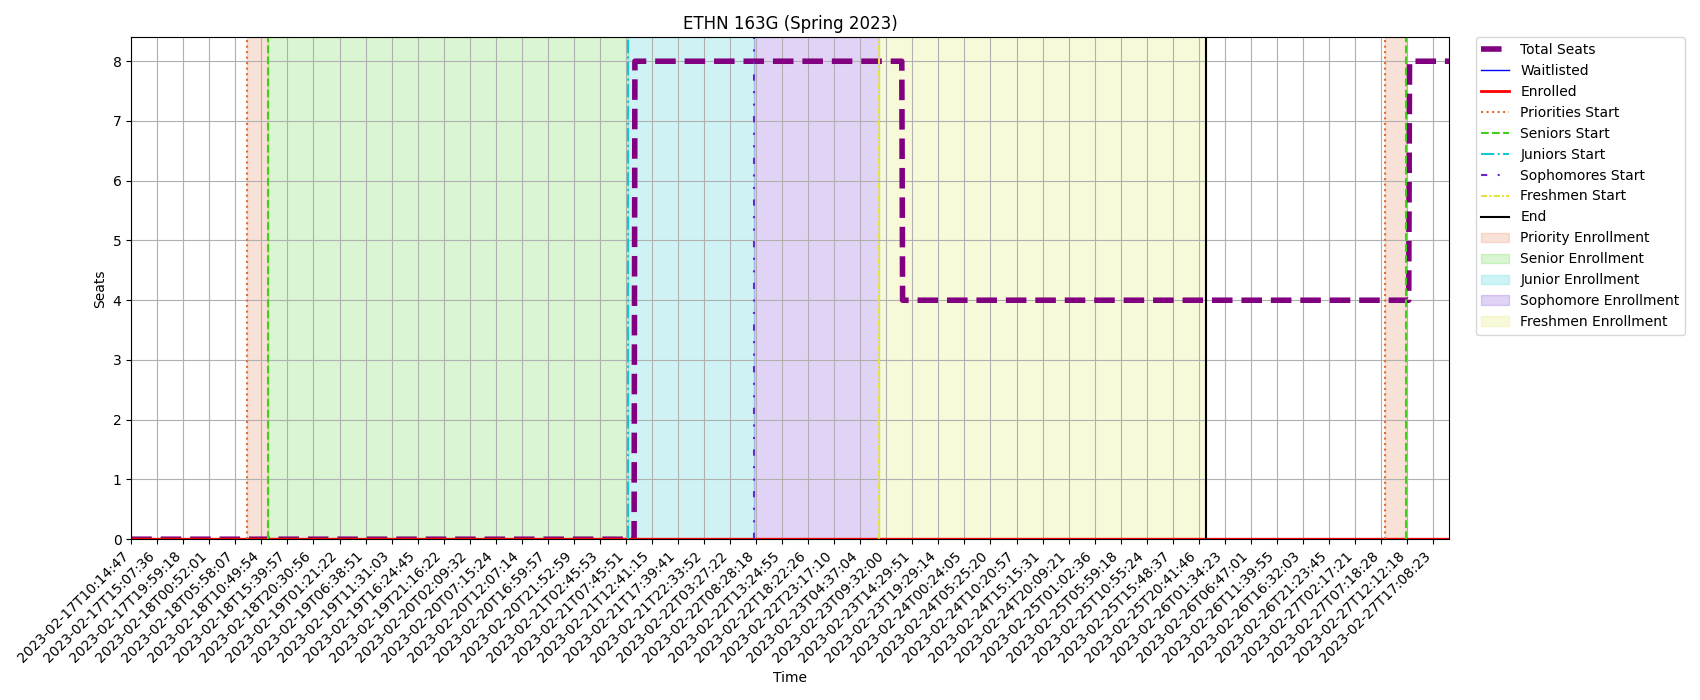 ETHN 163G (Spring 2023)
Seats
8
7
6
5
4
3
2
1
0
2023-02-17T10:14:47
2023-02-17T15:07:36
2023-02-17T19:59:18
2023-02-18T00:52:01
2023-02-18T05:58:07
2023-02-18T10:49:54
2023-02-18T15:39:57
2023-02-18T20:30:56
2023-02-19T01:21:22
2023-02-19T06:38:51
2023-02-19T11:31:03
2023-02-19T16:24:45
2023-02-19T21:16:22
2023-02-20T02:09:32
2023-02-20T07:15:24
2023-02-20T12:07:14
2023-02-20T16:59:57
2023-02-20T21:52:59
2023-02-21T02:45:53
2023-02-21T07:45:51
2023-02-21T12:41:15
2023-02-21T17:39:41
2023-02-21T22:33:52
2023-02-22T03:27:22
2023-02-22T08:28:18
2023-02-22T13:24:55
2023-02-22T18:22:26
2023-02-22T23:17:10
2023-02-23T04:37:04
2023-02-23T09:32:00
2023-02-23T14:29:51
2023-02-23T19:29:14
2023-02-24T00:24:05
2023-02-24T05:25:20
2023-02-24T10:20:57
2023-02-24T15:15:31
2023-02-24T20:09:21
2023-02-25T01:02:36
2023-02-25T05:59:18
2023-02-25T10:55:24
2023-02-25T15:48:37
2023-02-25T20:41:46
2023-02-26T01:34:23
2023-02-26T06:47:01
2023-02-26T11:39:55
2023-02-26T16:32:03
2023-02-26T21:23:45
2023-02-27T02:17:21
2023-02-27T07:18:28
2023-02-27T12:12:18
2023-02-27T17:08:23
Time
Total Seats
Waitlisted
Enrolled
Priorities Start
Seniors Start
Juniors Start
Sophomores Start
Freshmen Start
End
Priority Enrollment
Senior Enrollment
Junior Enrollment
Sophomore Enrollment
Freshmen Enrollment